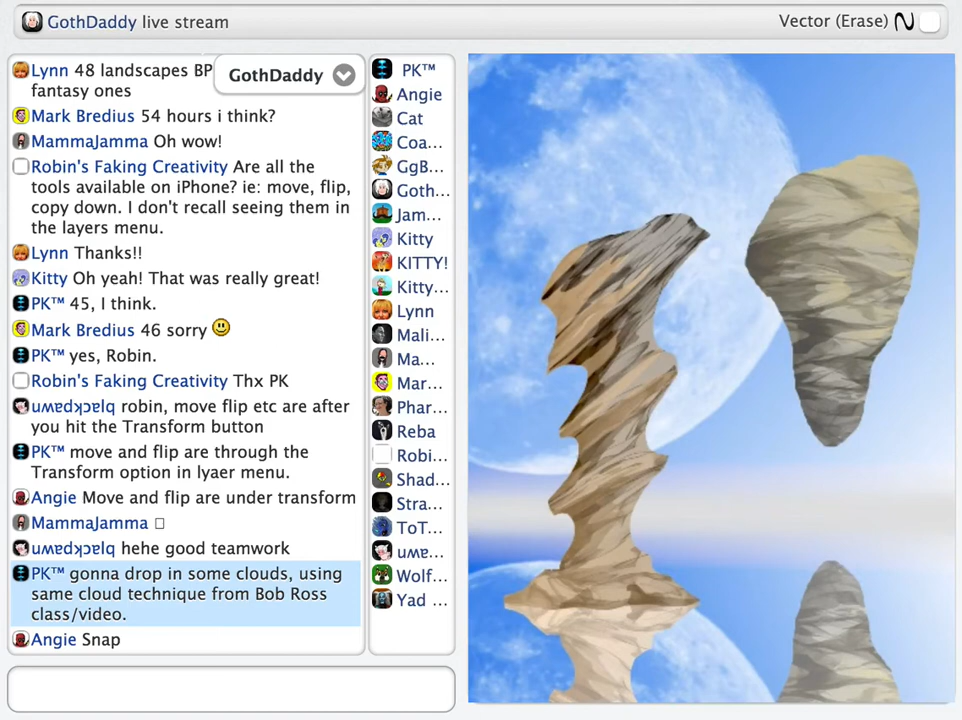 GothDaddy live stream
Vector (Erase)
Lynn 48 landscapes BP
fantasy ones
GothDaddy
Mark Bredius 54 hours i think?
MammaJamma Oh wow!
Robin's Faking Creativity Are all the
tools available on iPhone? ie: move, flip,
copy down. I don't recall seeing them in
the layers menu.
Lynn Thanks!!
Kitty Oh yeah! That was really great!
PK™ 45, I think.
Mark Bredius 46 sorry
PK™ yes, Robin.
Robin's Faking Creativity Thx PK
uʍɐdʞɔɐlq robin, move flip etc are after
you hit the Transform button
PK™ move and flip are through the
Transform option in lyaer menu.
Angie Move and flip are under transform
MammaJamma
uʍɐdʞɔɐlq hehe good teamwork
PK™ gonna drop in some clouds, using
same cloud technique from Bob Ross
class/video.
Angie Snap
PK™
Angie
Cat
Coa...
GgB...
Goth...
Jam...
Kitty
KITTY!
Kitty...
Lynn
Mali...
Ma...
Mar...
Phar...
Reba
Robi...
Shad...
Stra...
ToT...
uʍɐ...
Wolf...
Yad ...